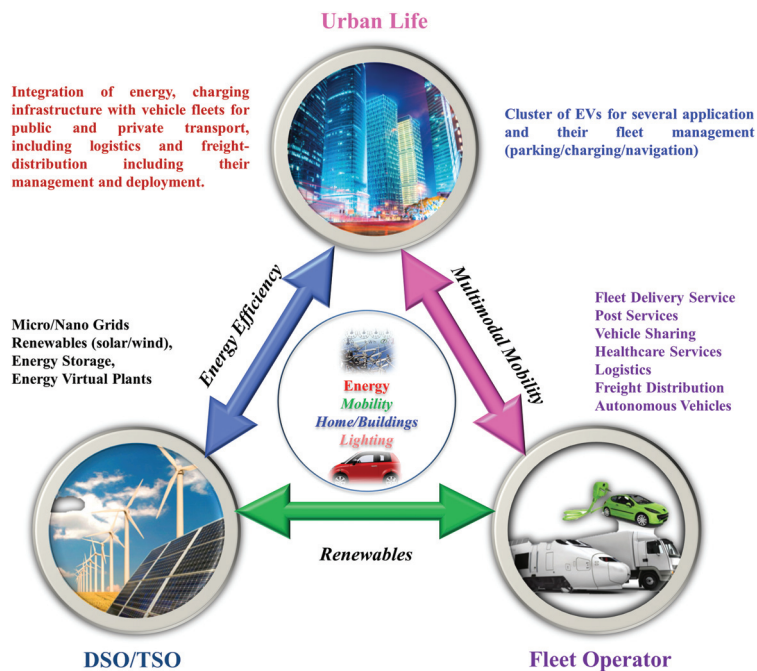 Urban Life
Integration of energy, charging
infrastructure with vehicle fleets for
public and private transport,
including logistics and freight-
distribution including their
management and deployment.
Cluster of EVs for several application
and their fleet management
(parking/charging/navigation)
Energy Efficiency
Multimodal Mobility
Micro/Nano Grids
Renewables (solar/wind),
Energy Storage,
Energy Virtual Plants
Fleet Delivery Service
Post Services
Vehicle Sharing
Healthcare Services
Logistics
Freight Distribution
Autonomous Vehicles
Energy
Mobility
Home/Buildings
Lighting
Renewables
DSO/TSO
Fleet Operator